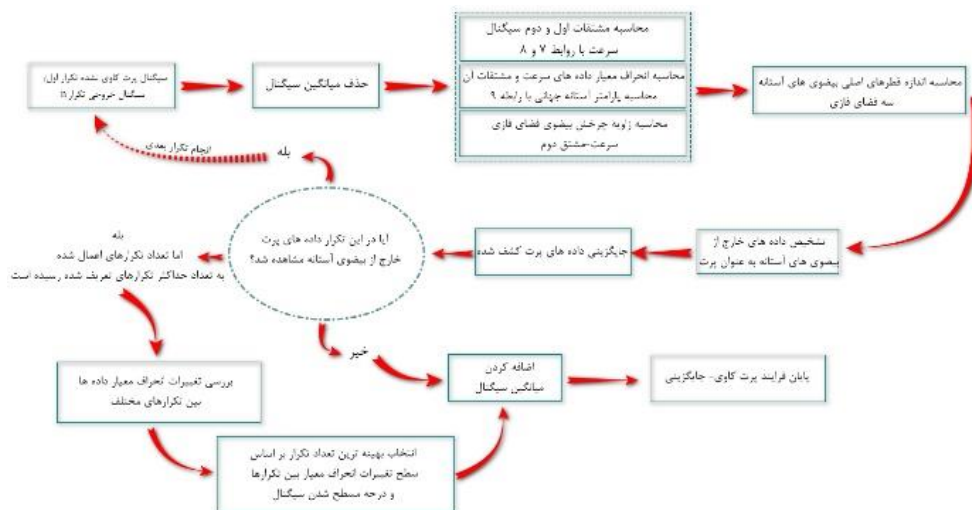 سیگنال پرت کاوی نشده تکرار اول/
سیگنال خروجی تکرار n
حذف میانگین سیگنال
محاسبه مشتقات اول و دوم سیگنال
سرعت با روابط ۷ و ۸
محاسبه انحراف معیار داده های سرعت و مشتقات آن
محاسبه پارامتر آستانه جهانی با رابطه ۹
محاسبه زاویه چرخش بیضوی فضای فازی
سرعت-مشتق دوم
محاسبه اندازه قطرهای اصلی بیضوی های آستانه
سه فضای فازی
تشخیص داده های خارج از
بیضوی های آستانه به عنوان پرت
جایگزینی داده های پرت کشف شده
آیا در این تکرار داده های پرت
خارج از بیضوی آستانه مشاهده شد؟
بله
انجام تکرار بعدی
بله
اما تعداد تکرارهای اعمال شده
به تعداد حداکثر تکرارهای تعریف شده رسیده است
بررسی تغییرات انحراف معیار داده ها
بین تکرارهای مختلف
انتخاب بهینه ترین تعداد تکرار بر اساس
سطح تغییرات انحراف معیار بین تکرارها
و درجه مسطح شدن سیگنال
خیر
اضافه کردن
میانگین سیگنال
پایان فرایند پرت کاوی- جایگزینی